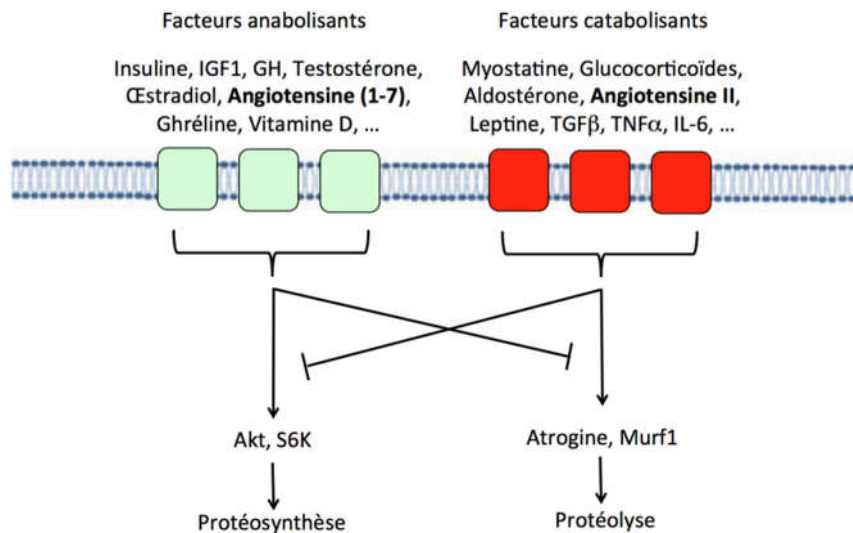 Facteurs anabolisants
Insuline, IGF1, GH, Testostérone,
Œstradiol, Angiotensine (1-7),
Ghréline, Vitamine D, ...
Facteurs catabolisants
Myostatine, Glucocorticoïdes,
Aldostérone, Angiotensine II,
Leptine, TGFβ, TNFα, IL-6, ...
Akt, S6K
Protéosynthèse
Atrogine, Murf1
Protéolyse